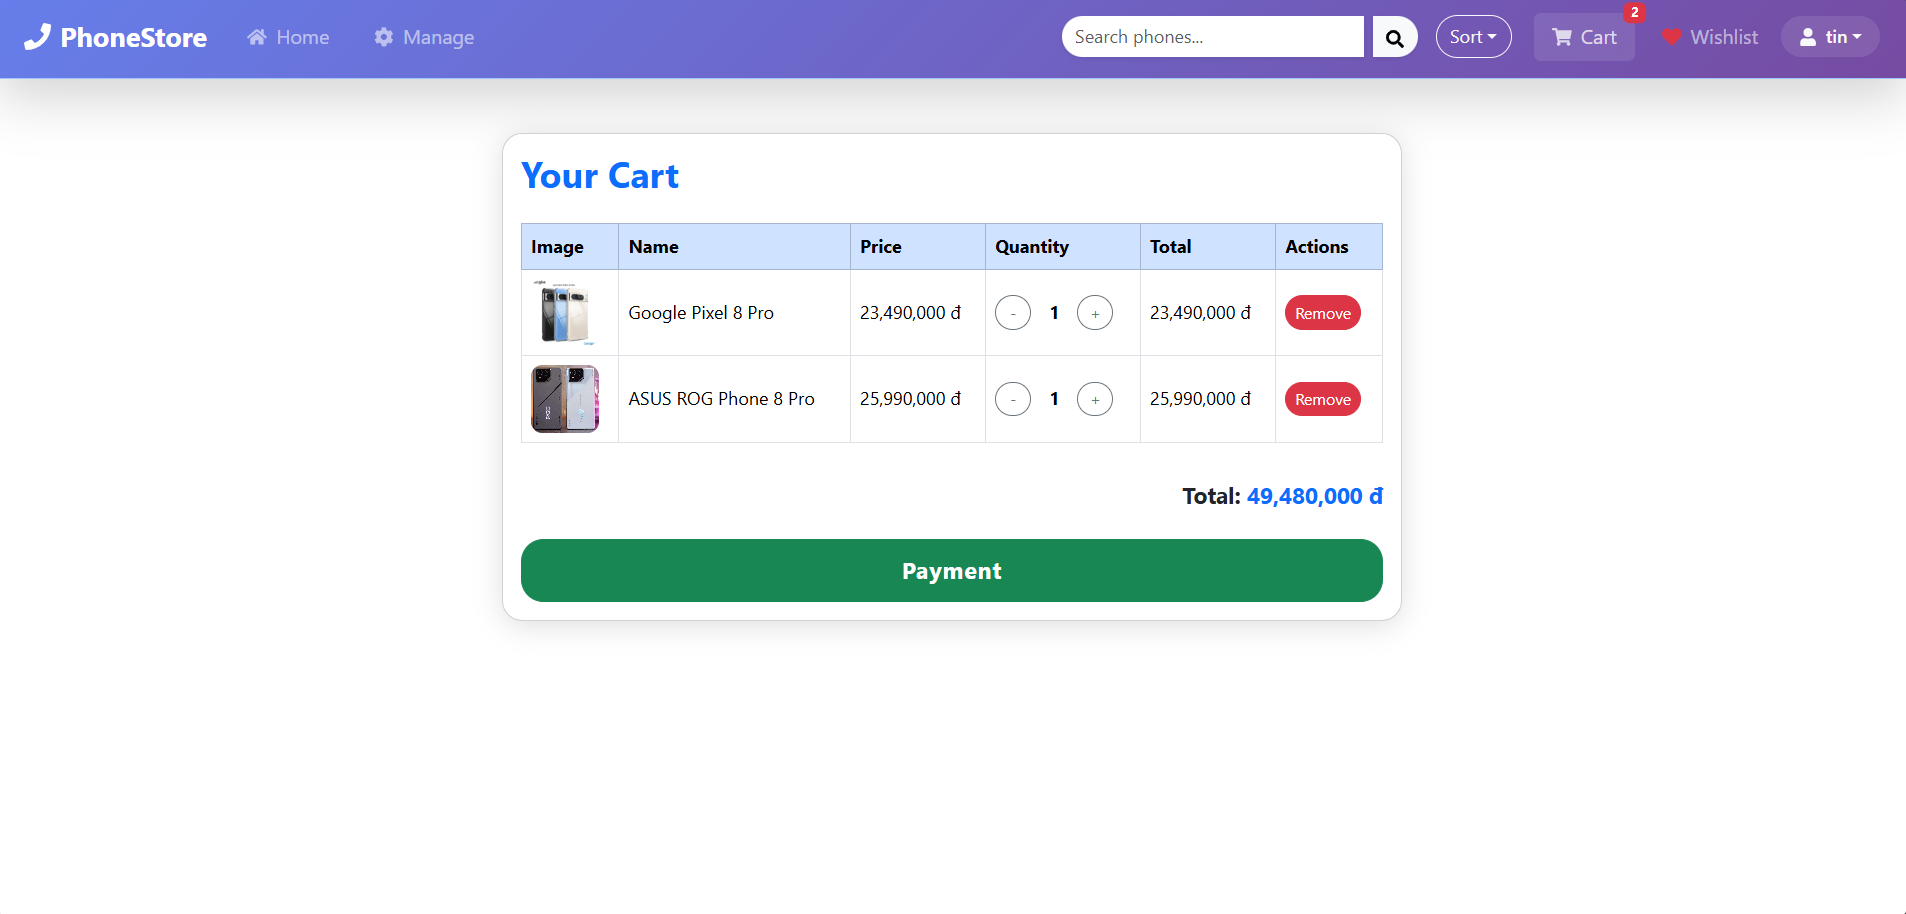 PhoneStore Home Manage Search phones... Sort 2 Cart Wishlist tin
Your Cart
Image Name Price Quantity Total Actions
Google Pixel 8 Pro 23,490,000 đ - 1 + 23,490,000 đ Remove
ASUS ROG Phone 8 Pro 25,990,000 đ - 1 + 25,990,000 đ Remove
Total: 49,480,000 đ
Payment